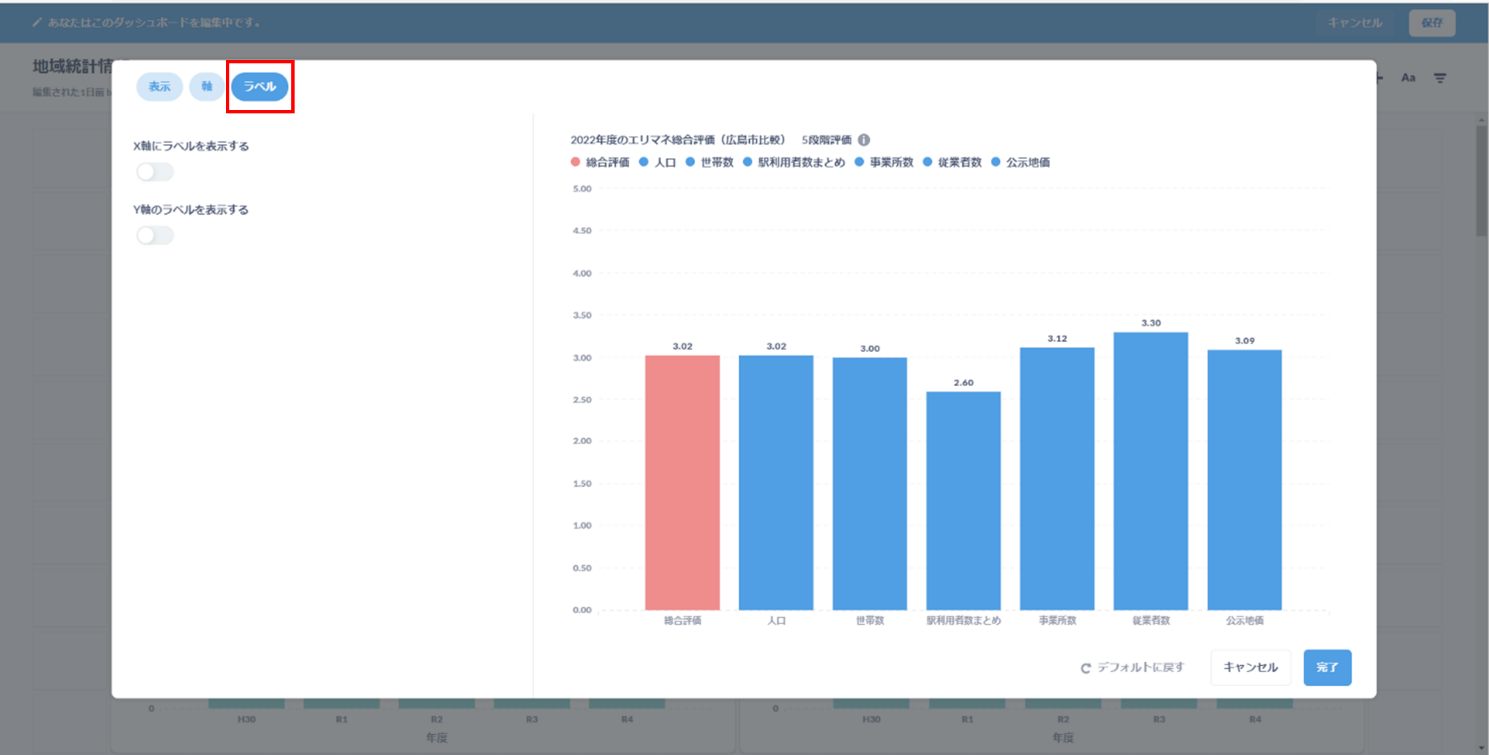 あなたはこのダッシュボードを編集中です。
キャンセル
保存
地域統計情
編集された1日前
Aa
表示
軸
ラベル
X軸にラベルを表示する
Y軸のラベルを表示する
2022年度のエリマネ総合評価（広島市比較） 5段階評価
総合評価 人口 世帯数 駅利用者数まとめ 事業所数 従業者数 公示地価
5.00
4.50
4.00
3.50
3.00
2.50
2.00
1.50
1.00
0.50
0.00
3.02 3.02 3.00 2.60 3.12 3.30 3.09
総合評価 人口 世帯数 駅利用者数まとめ 事業所数 従業者数 公示地価
デフォルトに戻す
キャンセル
完了
0
H30 R1 R2 R3 R4
年度
0
H30 R1 R2 R3 R4
年度